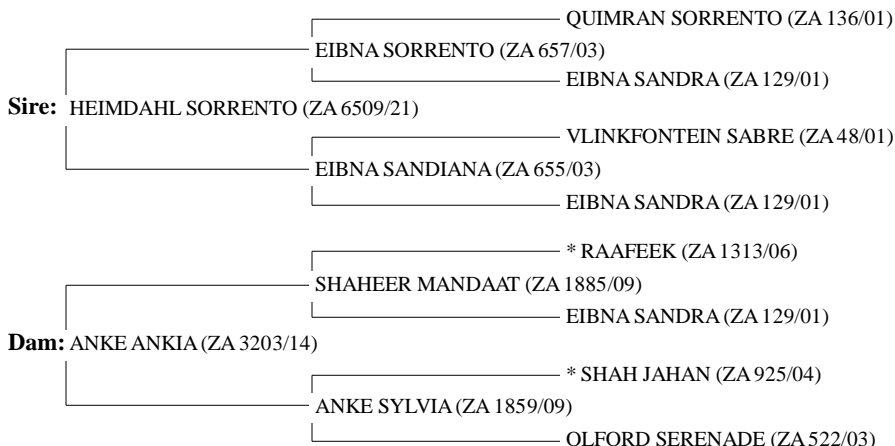 QUIMRAN SORRENTO (ZA 136/01)
EIBNA SORRENTO (ZA 657/03)
EIBNA SANDRA (ZA 129/01)
Sire: HEIMDAHL SORRENTO (ZA 6509/21)
VLINKFONTEIN SABRE (ZA 48/01)
EIBNA SANDIANA (ZA 655/03)
EIBNA SANDRA (ZA 129/01)
* RAAFEEK (ZA 1313/06)
SHAHEER MANDAAT (ZA 1885/09)
EIBNA SANDRA (ZA 129/01)
Dam: ANKE ANKIA (ZA 3203/14)
* SHAH JAHAN (ZA 925/04)
ANKE SYLVIA (ZA 1859/09)
OLFORD SERENADE (ZA 522/03)